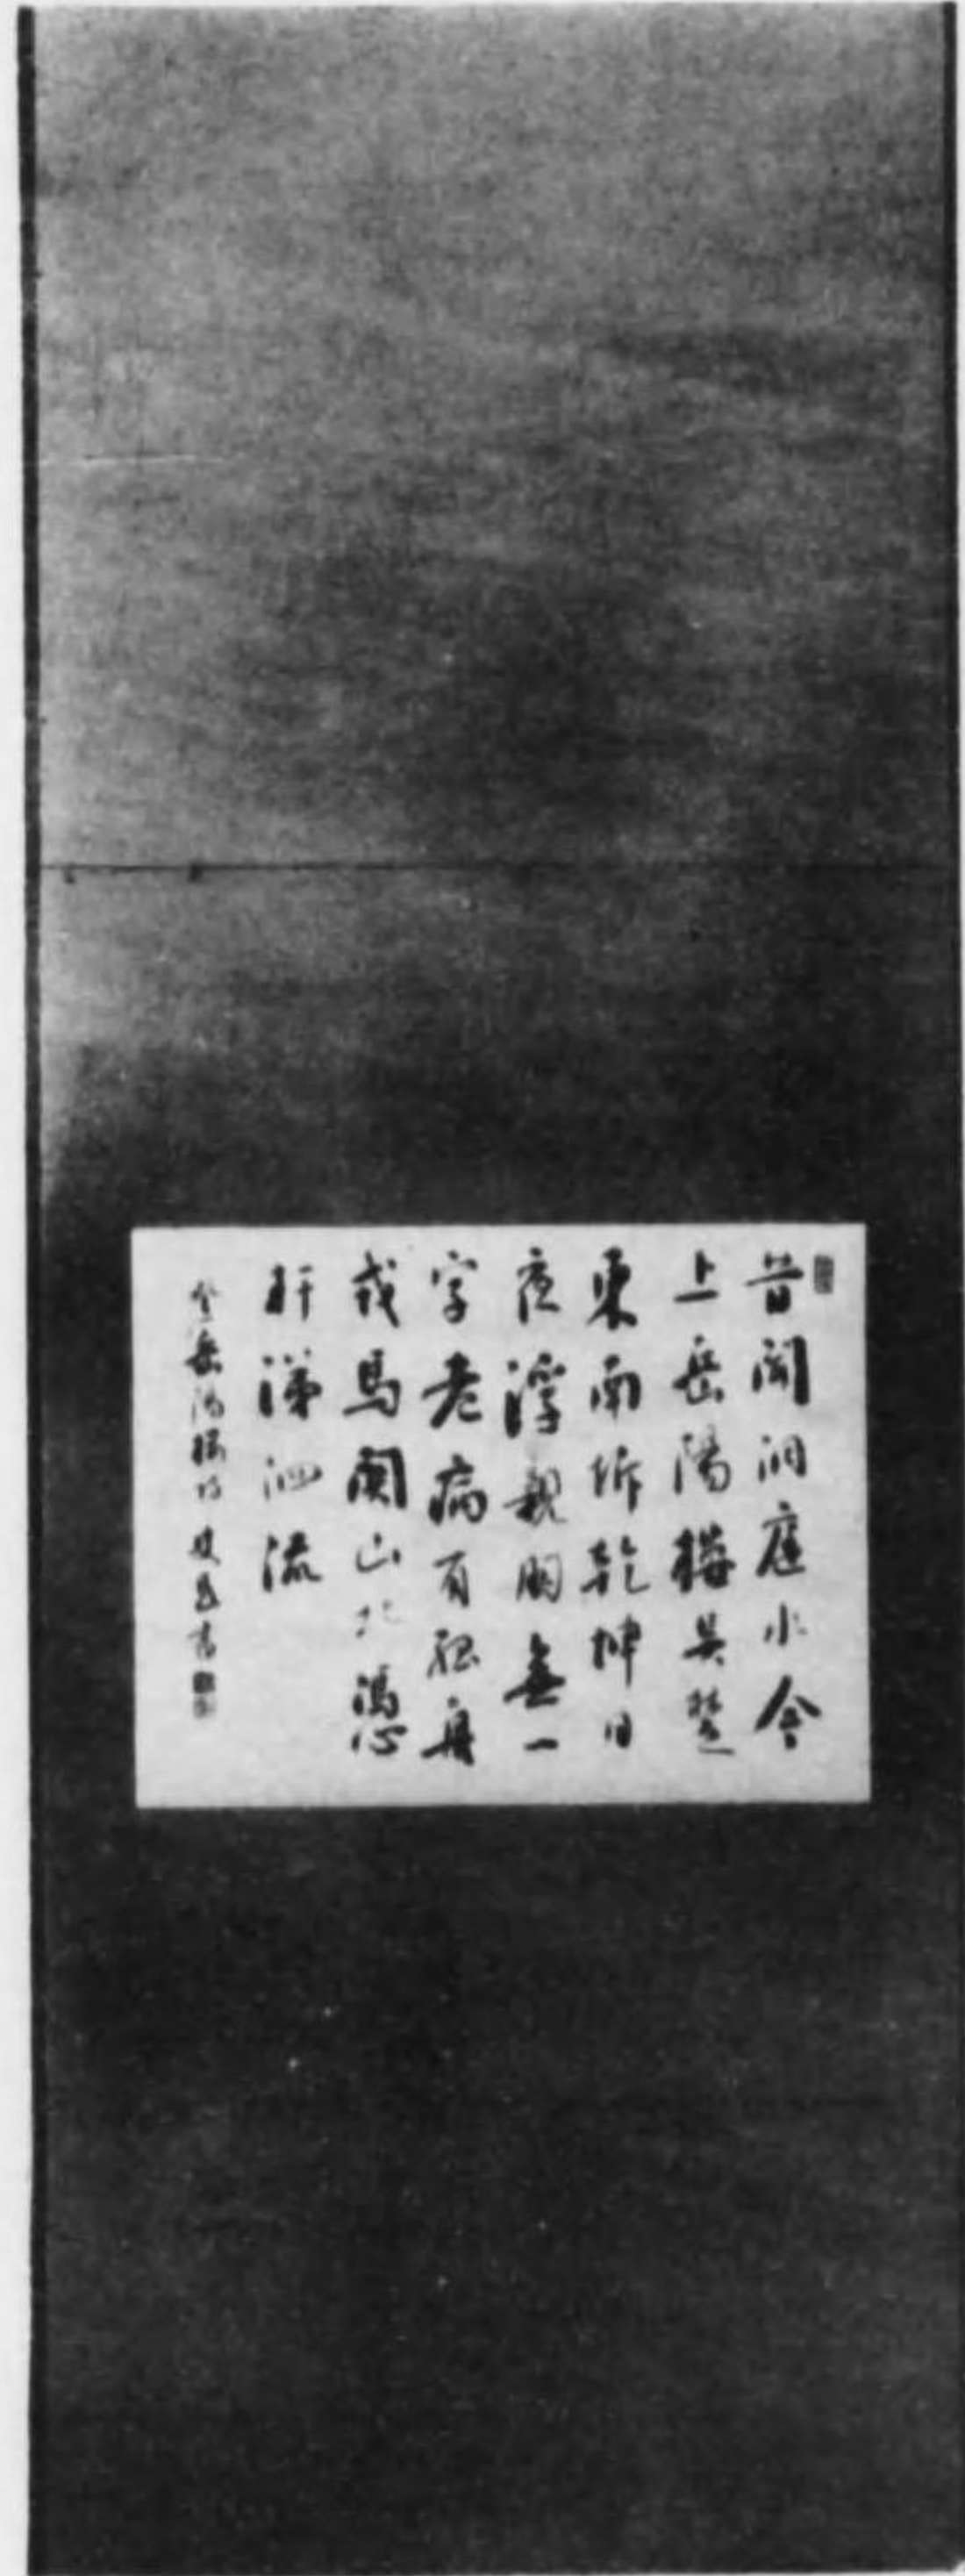 昔聞洞庭水今
上岳陽樓吳楚
東南坼乾坤日
夜浮親朋無一
字老病有孤舟
戎馬關山北憑
軒涕泗流
登岳陽樓詩 書